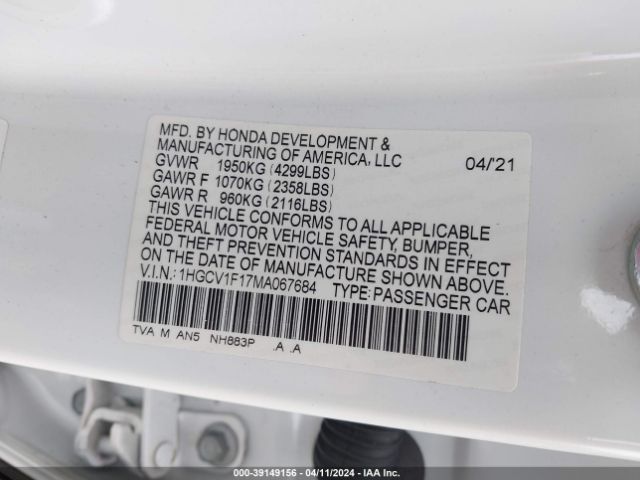 MFD. BY HONDA DEVELOPMENT &
MANUFACTURING OF AMERICA, LLC 04/'21
GVWR 1950KG (4299LBS)
GAWR F 1070KG (2358LBS)
GAWR R 960KG (2116LBS)
THIS VEHICLE CONFORMS TO ALL APPLICABLE
FEDERAL MOTOR VEHICLE SAFETY, BUMPER,
AND THEFT PREVENTION STANDARDS IN EFFECT
ON THE DATE OF MANUFACTURE SHOWN ABOVE.
V.I.N.: 1HGCV1F17MA067684 TYPE: PASSENGER CAR
TVA M AN5 NH883P .A .A
000-39149156 - 04/11/2024 - IAA Inc.